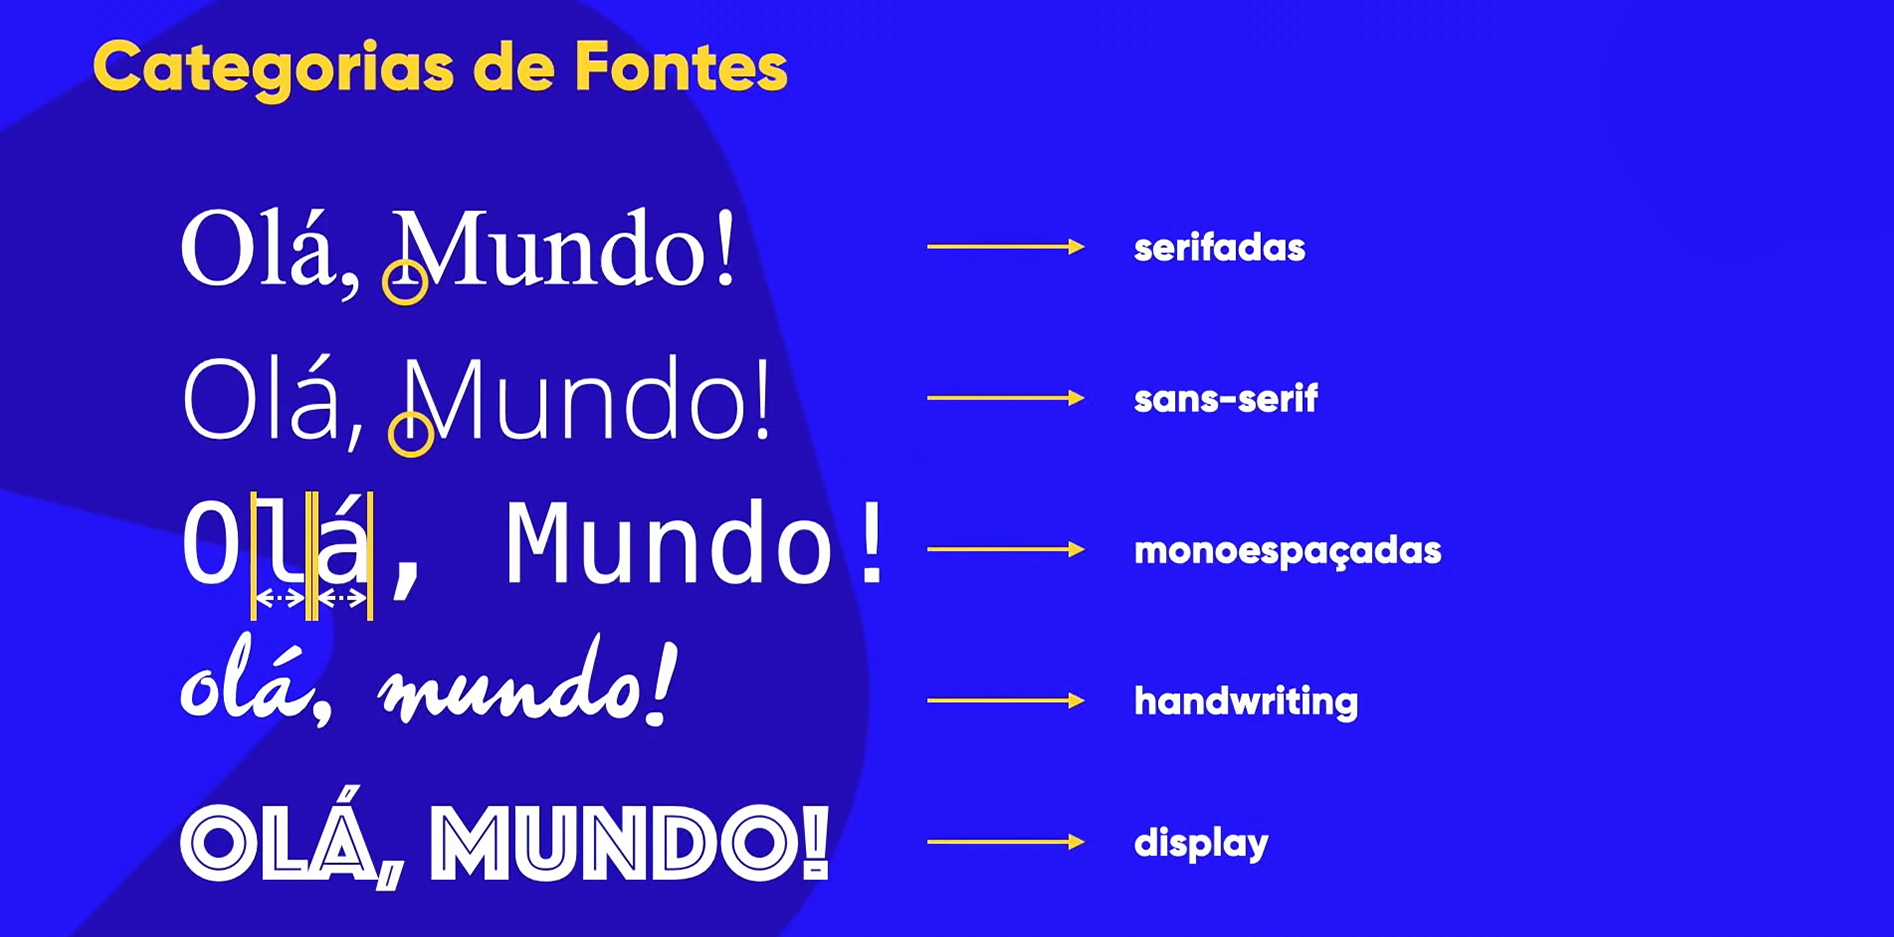 Categorias de Fontes
Olá, Mundo! serifadas
Olá, Mundo! sans-serif
Olá, Mundo! monoespaçadas
olá, mundo! handwriting
OLÁ, MUNDO! display